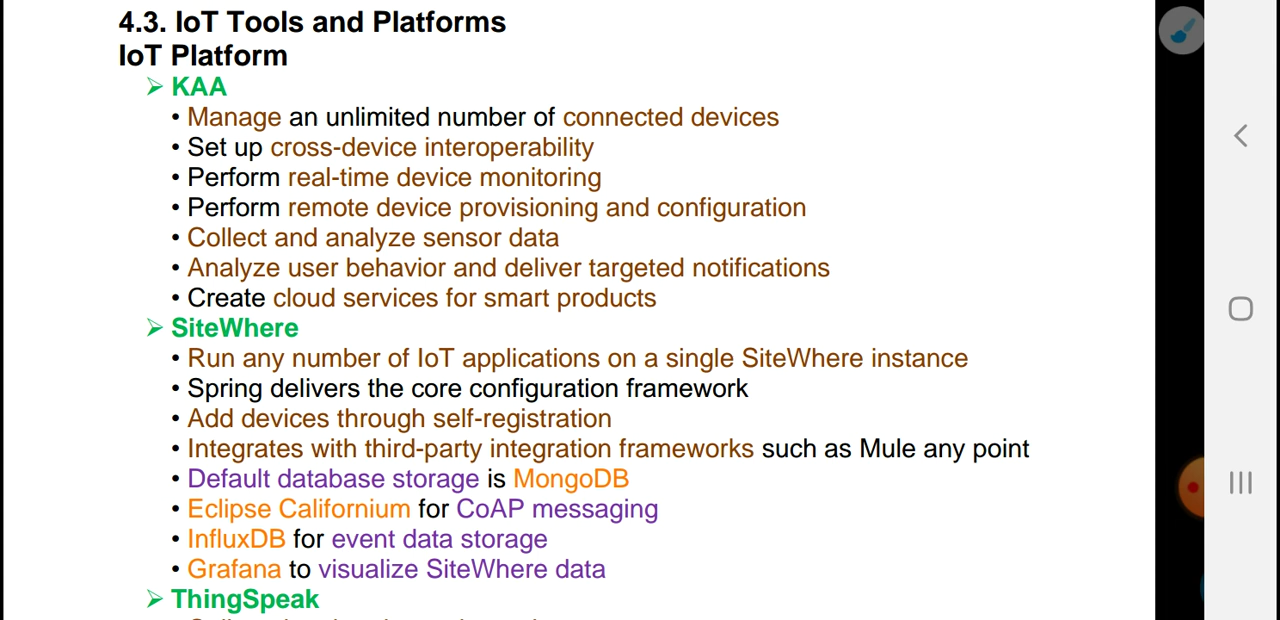 4.3. IoT Tools and Platforms
IoT Platform
➢ KAA
• Manage an unlimited number of connected devices
• Set up cross-device interoperability
• Perform real-time device monitoring
• Perform remote device provisioning and configuration
• Collect and analyze sensor data
• Analyze user behavior and deliver targeted notifications
• Create cloud services for smart products
➢ SiteWhere
• Run any number of IoT applications on a single SiteWhere instance
• Spring delivers the core configuration framework
• Add devices through self-registration
• Integrates with third-party integration frameworks such as Mule any point
• Default database storage is MongoDB
• Eclipse Californium for CoAP messaging
• InfluxDB for event data storage
• Grafana to visualize SiteWhere data
➢ ThingSpeak